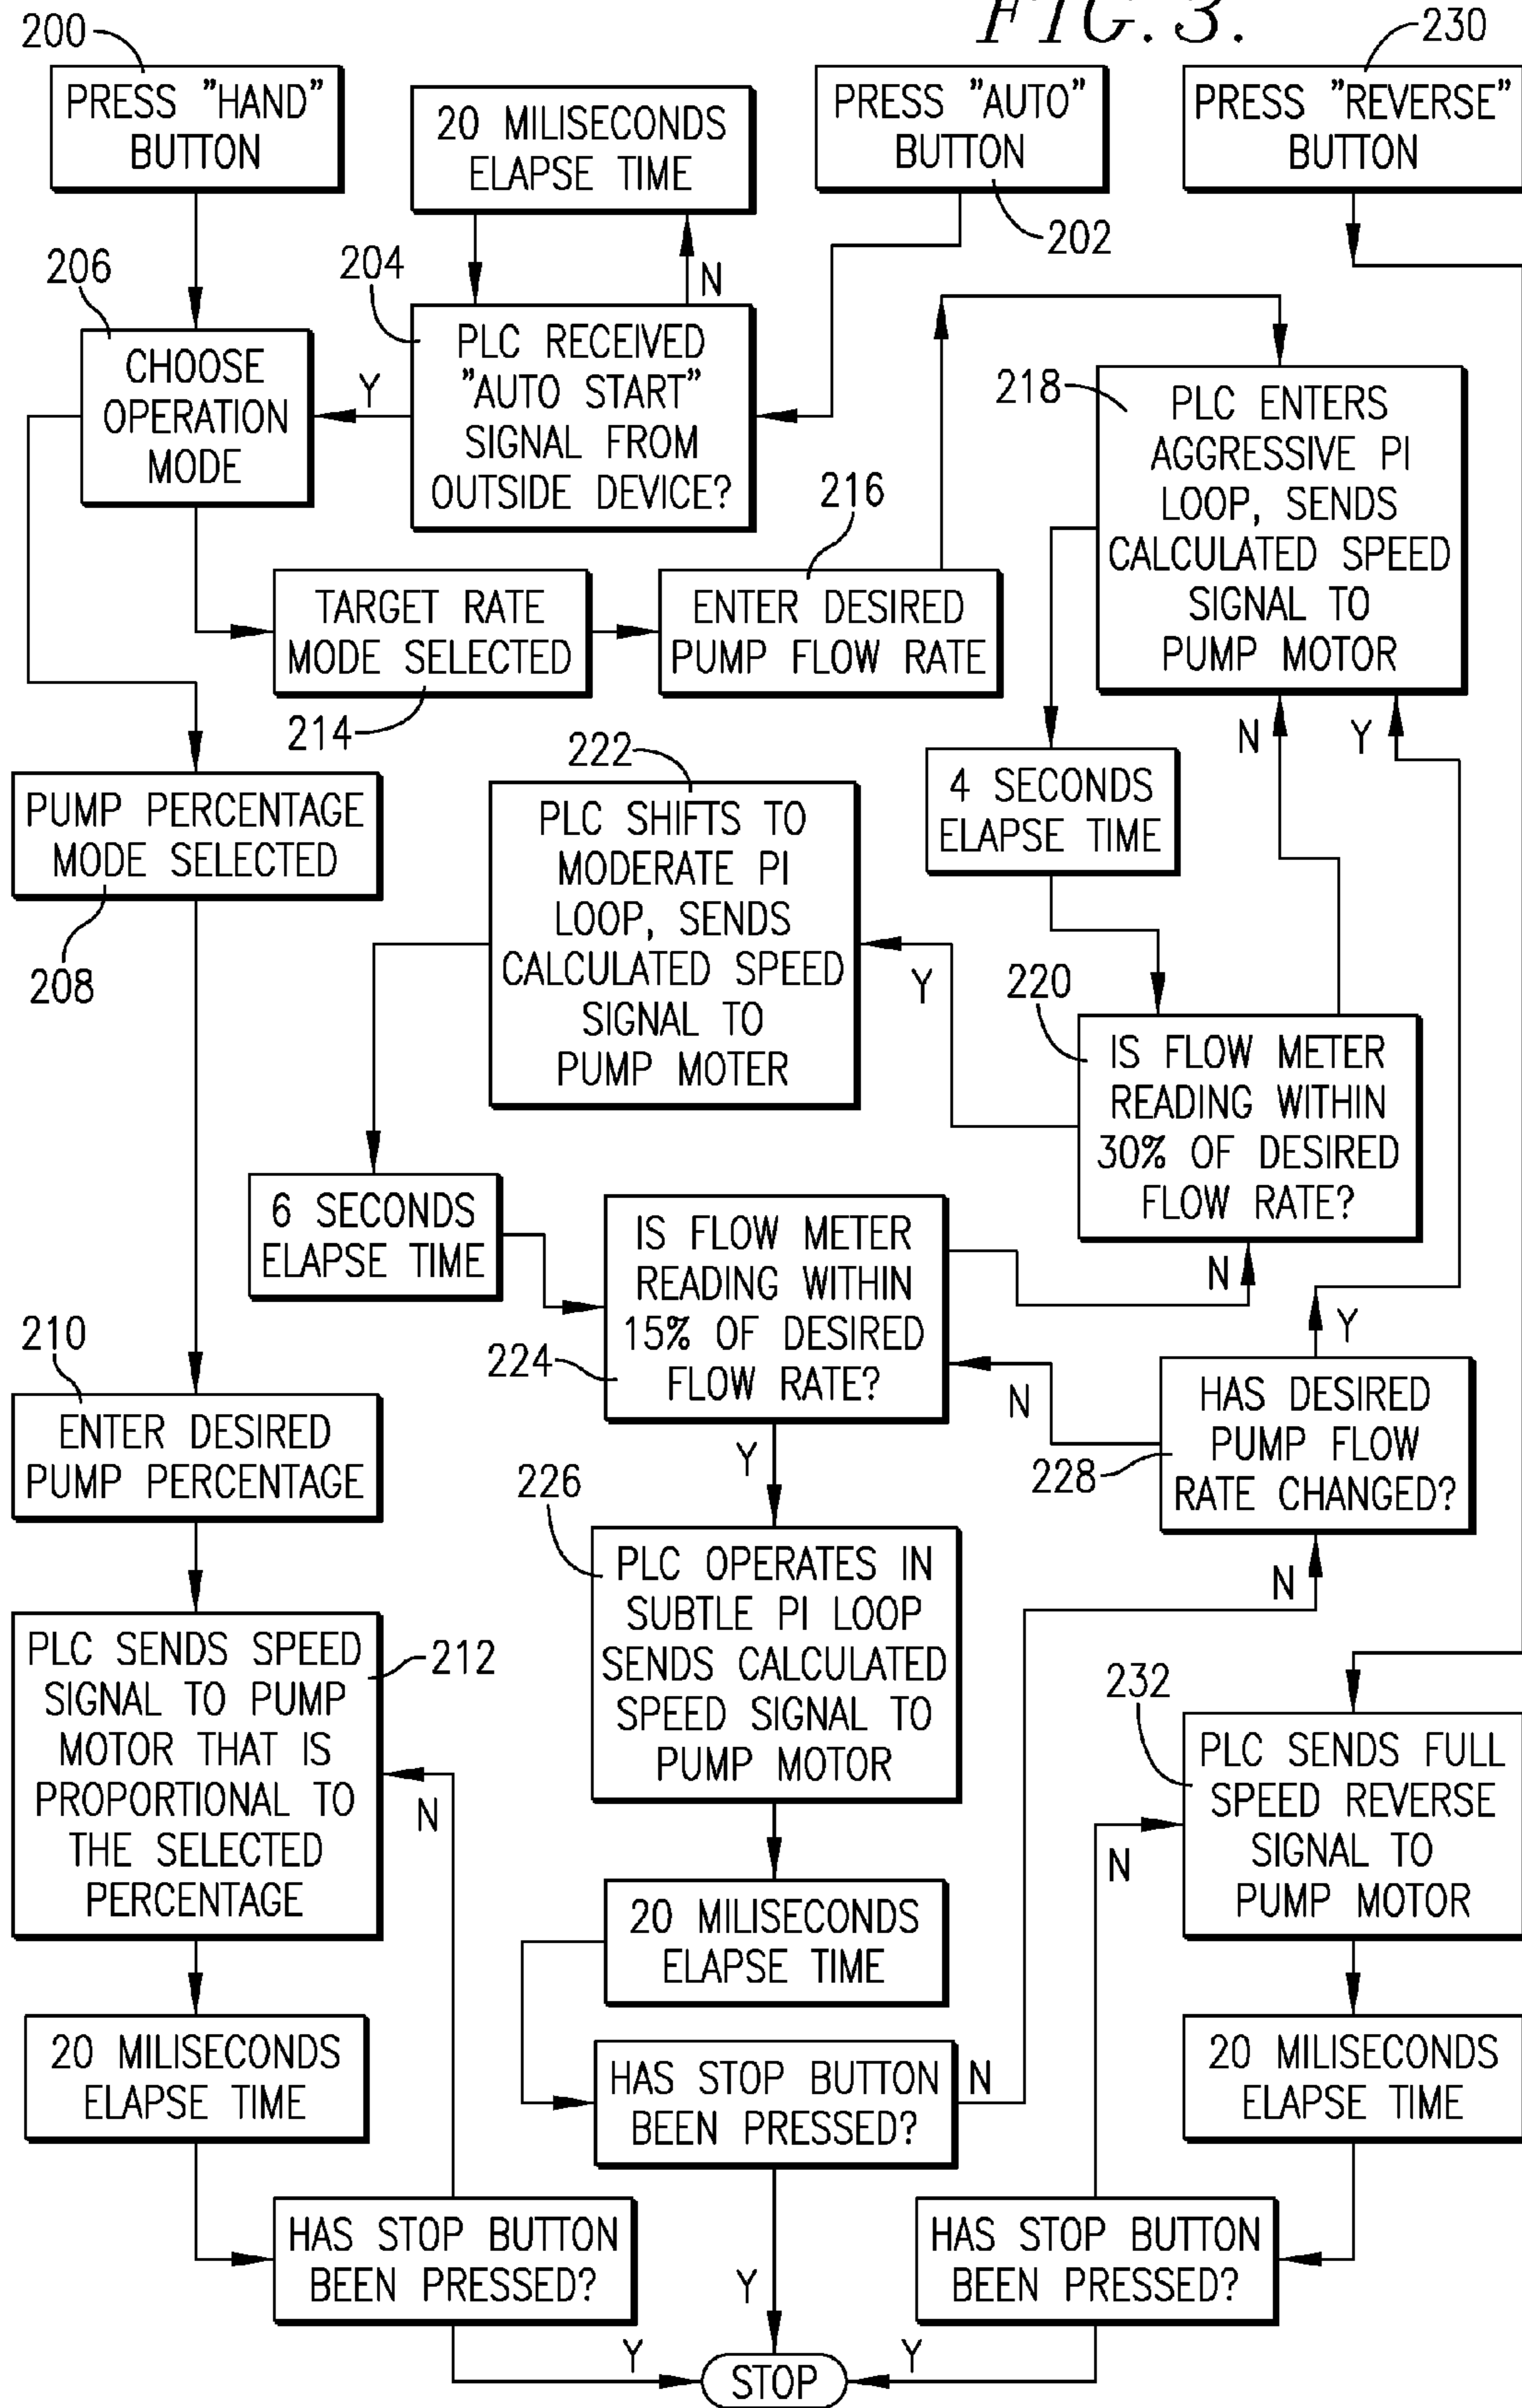 FIG. 3.
200
230
PRESS "HAND"
BUTTON
20 MILISECONDS
ELAPSE TIME
PRESS "AUTO"
BUTTON
PRESS "REVERSE"
BUTTON
202
206
204
N
CHOOSE
OPERATION
MODE
Y
PLC RECEIVED
"AUTO START"
SIGNAL FROM
OUTSIDE DEVICE?
218
PLC ENTERS
AGGRESSIVE PI
LOOP, SENDS
CALCULATED SPEED
SIGNAL TO
PUMP MOTOR
216
TARGET RATE
MODE SELECTED
ENTER DESIRED
PUMP FLOW RATE
214
N
Y
222
PUMP PERCENTAGE
MODE SELECTED
208
PLC SHIFTS TO
MODERATE PI
LOOP, SENDS
CALCULATED SPEED
SIGNAL TO
PUMP MOTER
4 SECONDS
ELAPSE TIME
Y
220
IS FLOW METER
READING WITHIN
30% OF DESIRED
FLOW RATE?
6 SECONDS
ELAPSE TIME
IS FLOW METER
READING WITHIN
15% OF DESIRED
FLOW RATE?
224
N
Y
N
HAS DESIRED
PUMP FLOW
RATE CHANGED?
228
210
ENTER DESIRED
PUMP PERCENTAGE
Y
226
PLC OPERATES IN
SUBTLE PI LOOP
SENDS CALCULATED
SPEED SIGNAL TO
PUMP MOTOR
N
PLC SENDS SPEED
SIGNAL TO PUMP
MOTOR THAT IS
PROPORTIONAL TO
THE SELECTED
PERCENTAGE
212
N
232
PLC SENDS FULL
SPEED REVERSE
SIGNAL TO
PUMP MOTOR
N
20 MILISECONDS
ELAPSE TIME
20 MILISECONDS
ELAPSE TIME
20 MILISECONDS
ELAPSE TIME
HAS STOP BUTTON
BEEN PRESSED?
N
HAS STOP BUTTON
BEEN PRESSED?
HAS STOP BUTTON
BEEN PRESSED?
Y
Y
Y
STOP